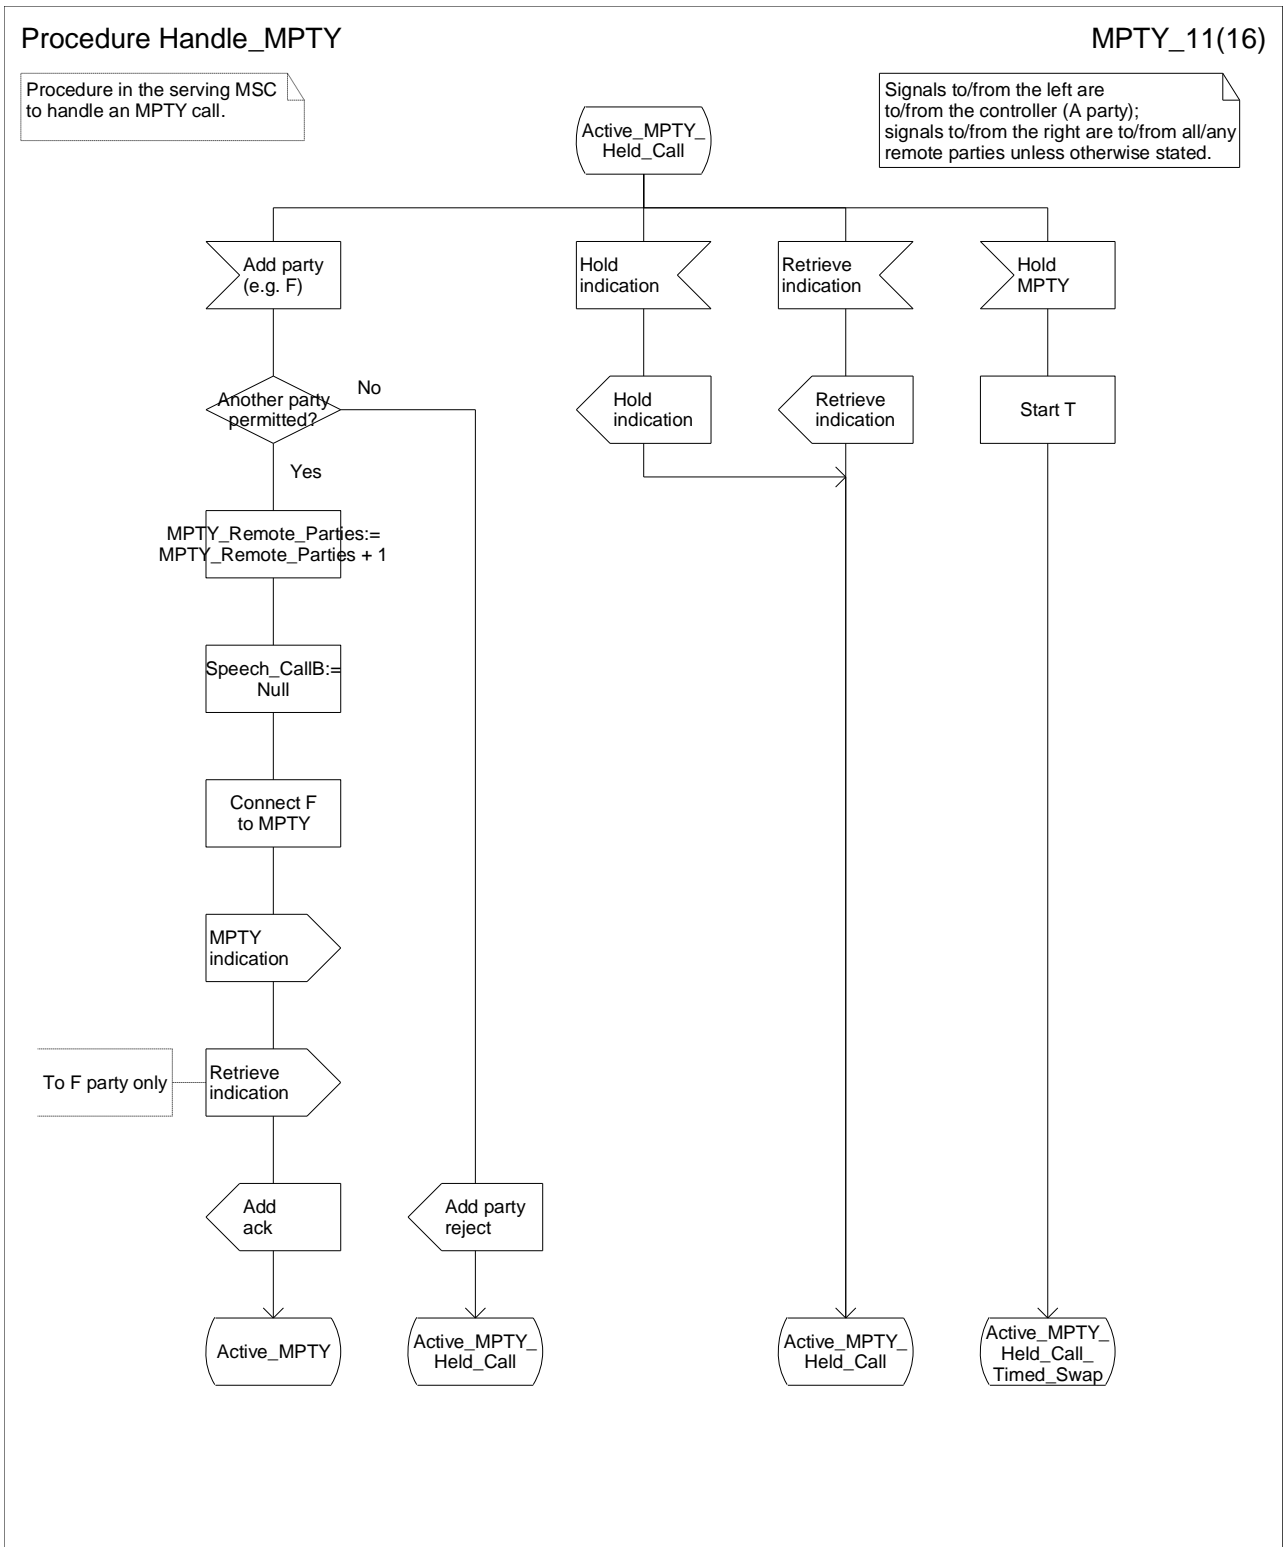 Procedure Handle_MPTY
MPTY_11(16)
Procedure in the serving MSC
to handle an MPTY call.
Signals to/from the left are
to/from the controller (A party);
signals to/from the right are to/from all/any
remote parties unless otherwise stated.
Active_MPTY_
Held_Call
Add party
(e.g. F)
Hold
indication
Retrieve
indication
Hold
MPTY
Another party
permitted?
No
Yes
Hold
indication
Retrieve
indication
Start T
MPTY_Remote_Parties:=
MPTY_Remote_Parties + 1
Speech_CallB:=
Null
Connect F
to MPTY
MPTY
indication
To F party only
Retrieve
indication
Add
ack
Add party
reject
Active_MPTY
Active_MPTY_
Held_Call
Active_MPTY_
Held_Call
Active_MPTY_
Held_Call_
Timed_Swap